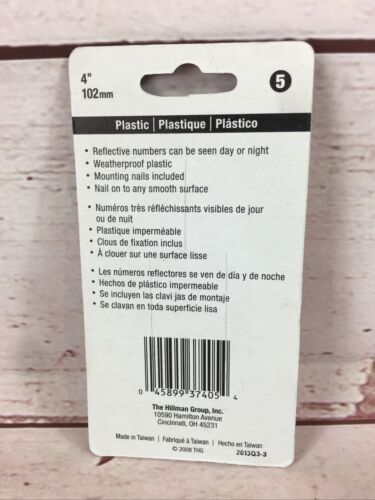 4"
102mm
5
Plastic | Plastique | Plástico
• Reflective numbers can be seen day or night
• Weatherproof plastic
• Mounting nails included
• Nail on to any smooth surface
• Numéros très réfléchissants visibles de jour
ou de nuit
• Plastique imperméable
• Clous de fixation inclus
• À clouer sur une surface lisse
• Les números reflectores se ven de día y de noche
• Hechos de plástico impermeable
• Se incluyen las clavi jas de montaje
• Se clavan en toda superficie lisa
0 45899 37405 4
The Hillman Group, Inc.
10590 Hamilton Avenue
Cincinnati, OH 45231
Made in Taiwan | Fabriqué à Taiwan | Hecho en Taiwan
© 2008 THG
2013Q3-3